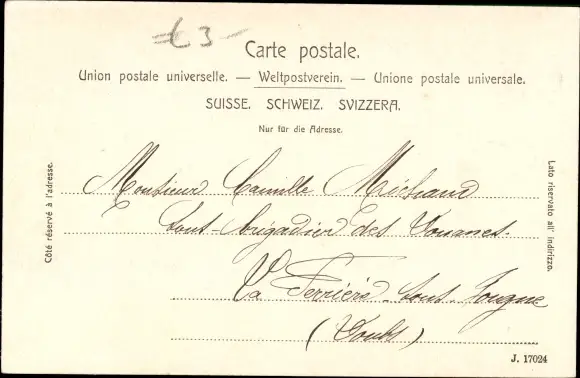 £ 3-
Carte postale.
Union postale universelle. — Weltpostverein. — Unione postale universale.
SUISSE. SCHWEIZ. SVIZZERA.
Nur für die Adresse.
Côté réservé à l'adresse.
Lato riservato all' indirizzo.
Monsieur Camille Michaud
Sous-Brigadier des Douanes.
La Ferrière-sous-Jougne
(Doubs)
J. 17024